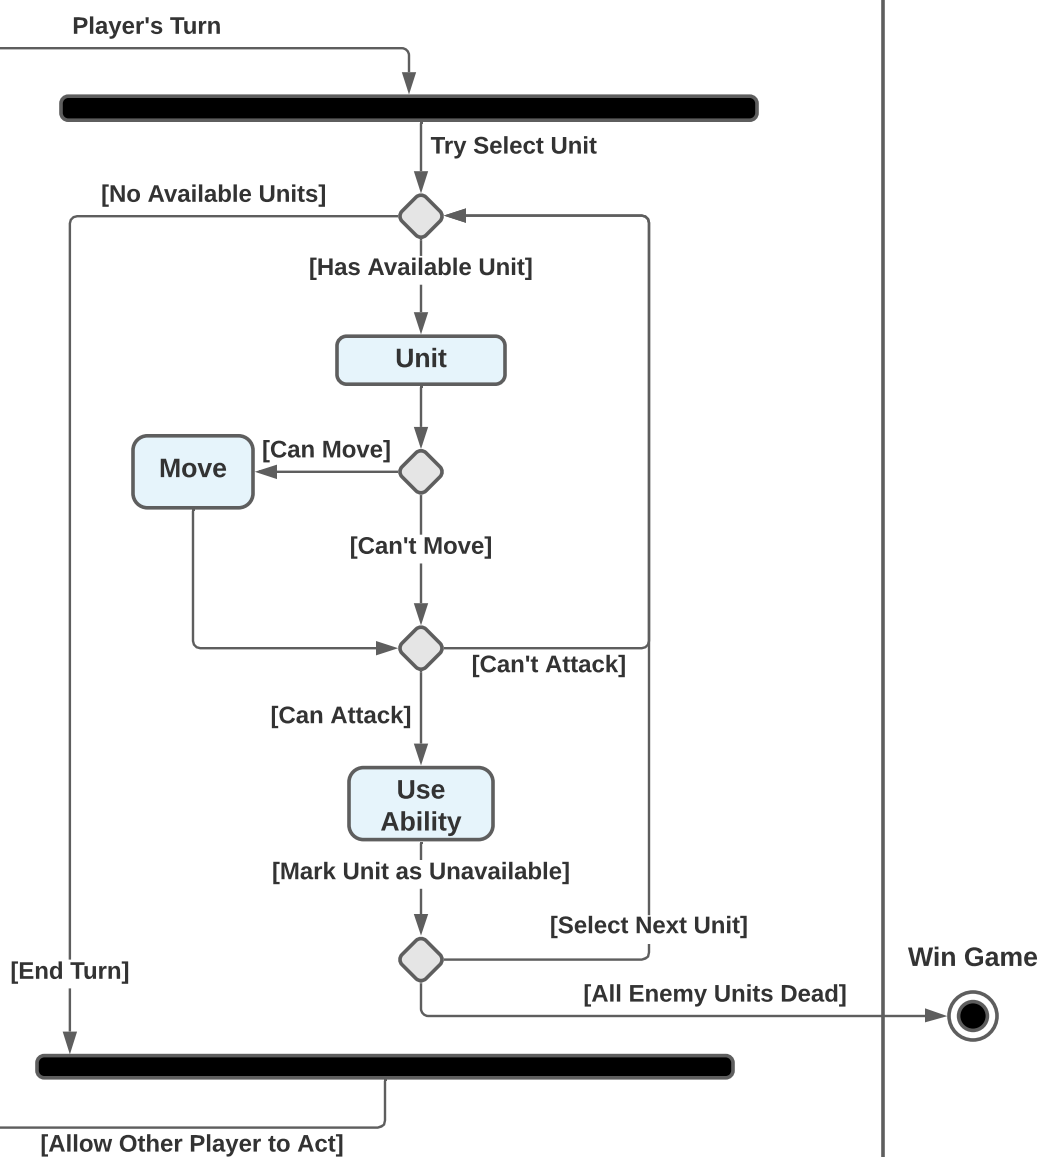 Player's Turn
Try Select Unit
[No Available Units]
[Has Available Unit]
Unit
[Can Move]
Move
[Can't Move]
[Can't Attack]
[Can Attack]
Use
Ability
[Mark Unit as Unavailable]
[Select Next Unit]
Win Game
[End Turn]
[All Enemy Units Dead]
[Allow Other Player to Act]